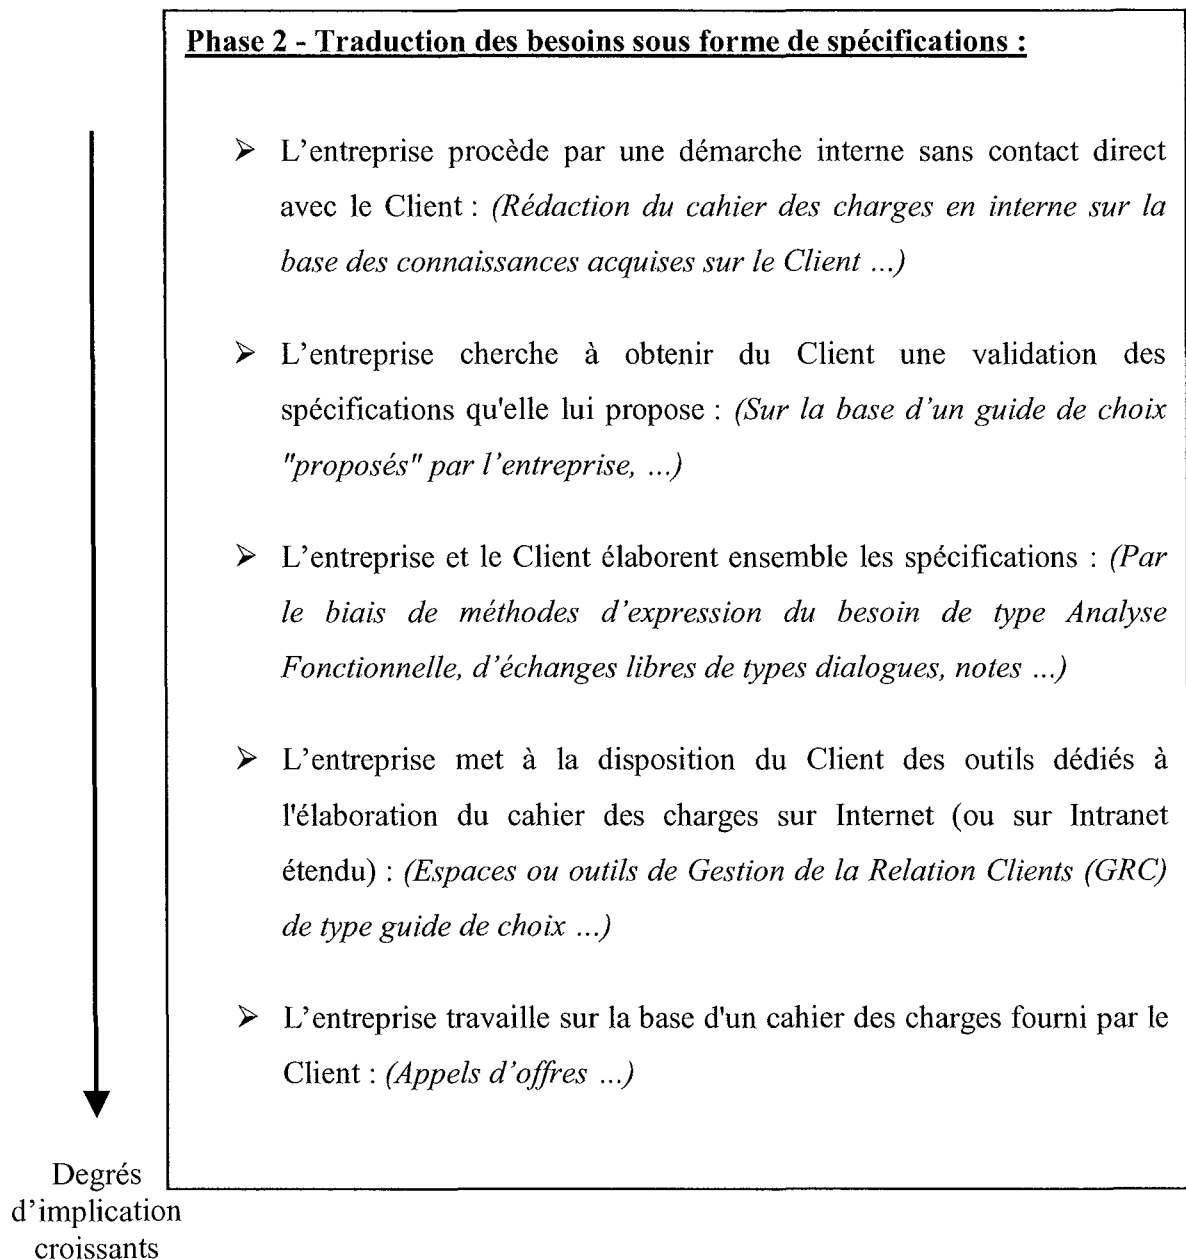 Phase 2 - Traduction des besoins sous forme de spécifications :
➢ L'entreprise procède par une démarche interne sans contact direct
avec le Client : (Rédaction du cahier des charges en interne sur la
base des connaissances acquises sur le Client ...)
➢ L'entreprise cherche à obtenir du Client une validation des
spécifications qu'elle lui propose : (Sur la base d'un guide de choix
"proposés" par l'entreprise, ...)
➢ L'entreprise et le Client élaborent ensemble les spécifications : (Par
le biais de méthodes d'expression du besoin de type Analyse
Fonctionnelle, d'échanges libres de types dialogues, notes ...)
➢ L'entreprise met à la disposition du Client des outils dédiés à
l'élaboration du cahier des charges sur Internet (ou sur Intranet
étendu) : (Espaces ou outils de Gestion de la Relation Clients (GRC)
de type guide de choix ...)
➢ L'entreprise travaille sur la base d'un cahier des charges fourni par le
Client : (Appels d'offres ...)
Degrés
d'implication
croissants